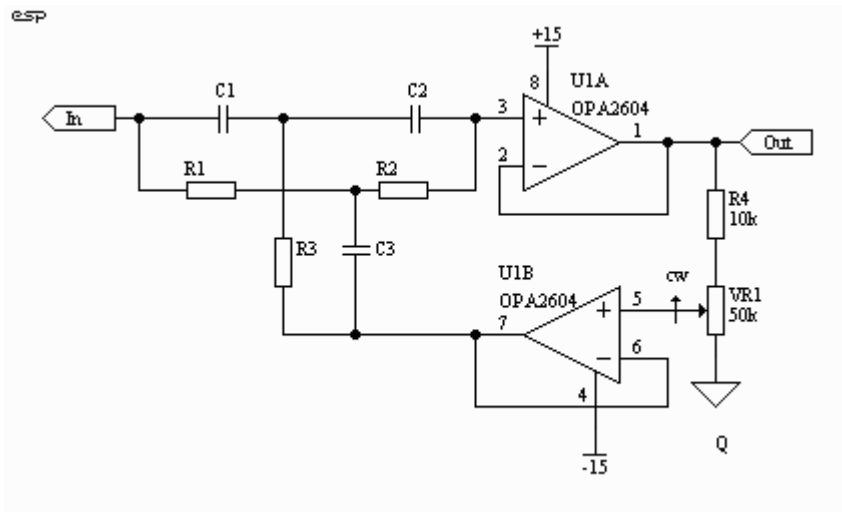 esp
+15
C1
C2
8
U1A
OPA2604
In
3
+
1
Out
2
−
R1
R2
R4
10k
R3
C3
U1B
OPA2604
cw
VR1
50k
7
+
5
−
6
4
-15
Q